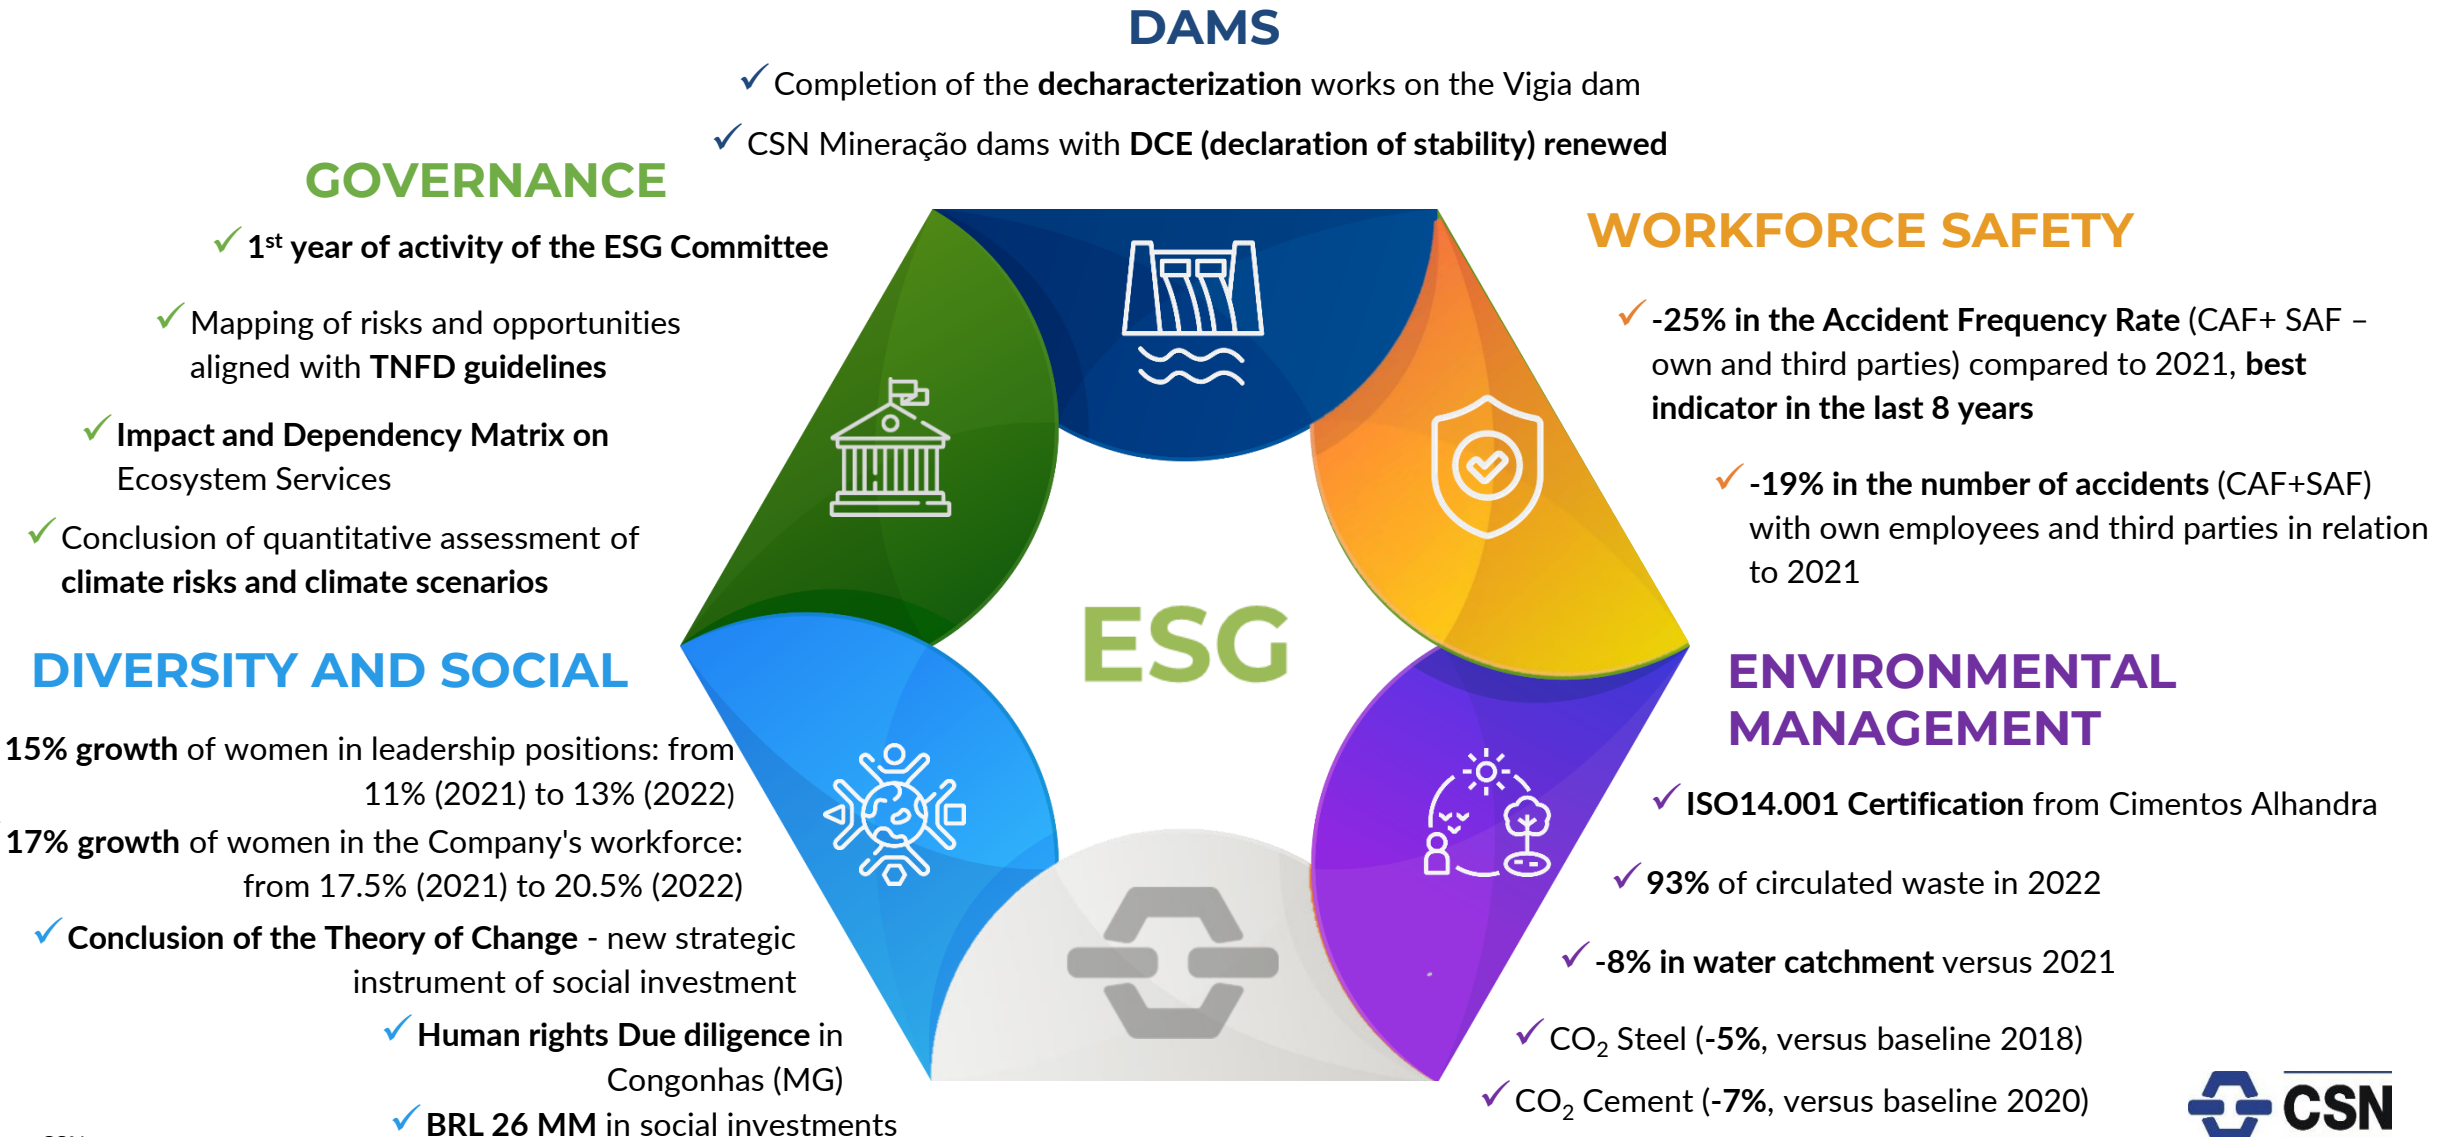 DAMS
Completion of the decharacterization works on the Vigia dam
CSN Mineração dams with DCE (declaration of stability) renewed
GOVERNANCE
1st year of activity of the ESG Committee
Mapping of risks and opportunities
aligned with TNFD guidelines
Impact and Dependency Matrix on
Ecosystem Services
Conclusion of quantitative assessment of
climate risks and climate scenarios
WORKFORCE SAFETY
-25% in the Accident Frequency Rate (CAF+ SAF –
own and third parties) compared to 2021, best
indicator in the last 8 years
-19% in the number of accidents (CAF+SAF)
with own employees and third parties in relation
to 2021
ESG
DIVERSITY AND SOCIAL
15% growth of women in leadership positions: from
11% (2021) to 13% (2022)
17% growth of women in the Company's workforce:
from 17.5% (2021) to 20.5% (2022)
Conclusion of the Theory of Change - new strategic
instrument of social investment
Human rights Due diligence in
Congonhas (MG)
BRL 26 MM in social investments
ENVIRONMENTAL
MANAGEMENT
ISO14.001 Certification from Cimentos Alhandra
93% of circulated waste in 2022
-8% in water catchment versus 2021
CO2 Steel (-5%, versus baseline 2018)
CO2 Cement (-7%, versus baseline 2020)
CSN